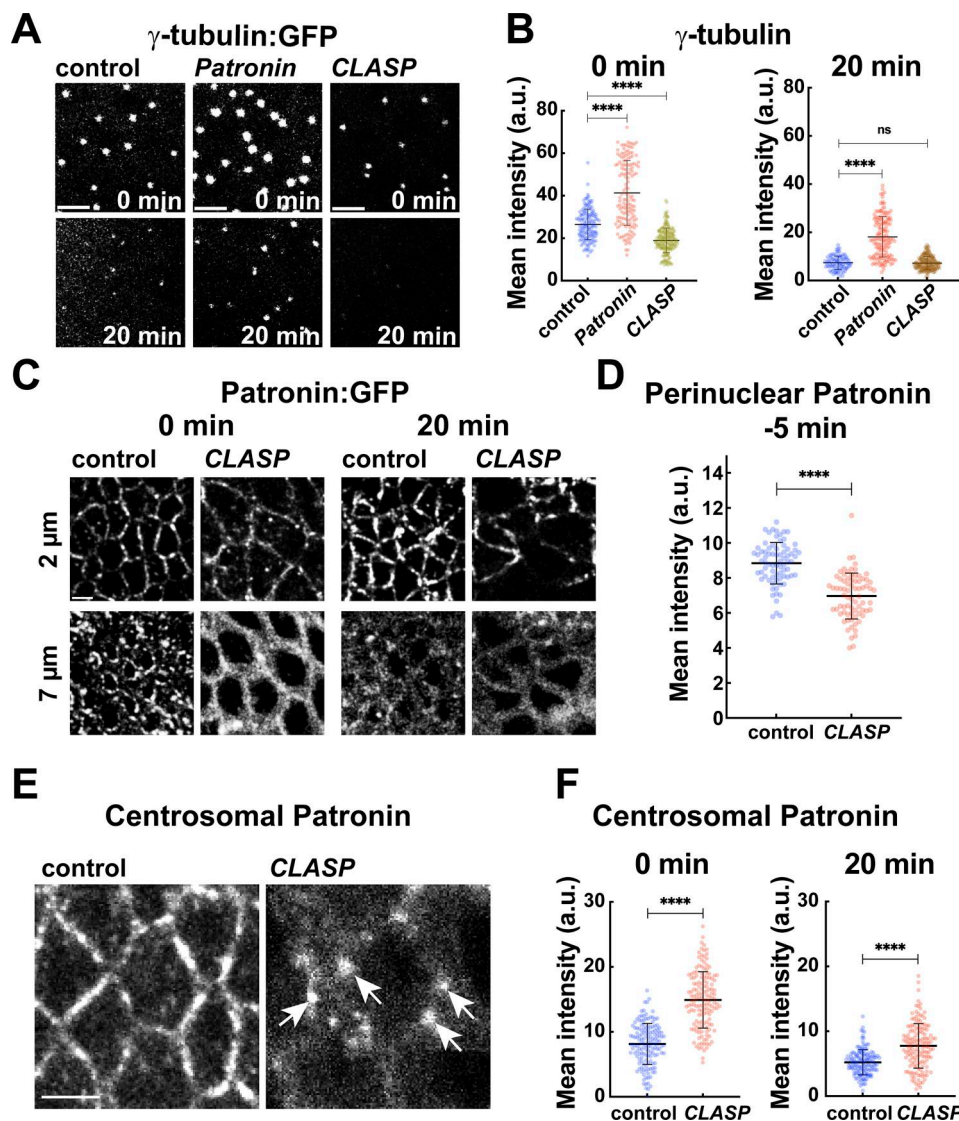 A
γ-tubulin:GFP
control Patronin CLASP
0 min 0 min 0 min
20 min 20 min 20 min
B
γ-tubulin
0 min
Mean intensity (a.u.)
80
60
40
20
0
****
****
control Patronin CLASP
20 min
Mean intensity (a.u.)
80
60
40
20
0
ns
****
control Patronin CLASP
C
Patronin:GFP
0 min 20 min
control CLASP control CLASP
2 µm
7 µm
D
Perinuclear Patronin
-5 min
Mean intensity (a.u.)
14
12
10
8
6
4
2
0
****
control CLASP
E
Centrosomal Patronin
control CLASP
F
Centrosomal Patronin
0 min
Mean intensity (a.u.)
30
20
10
0
****
control CLASP
20 min
Mean intensity (a.u.)
30
20
10
0
****
control CLASP